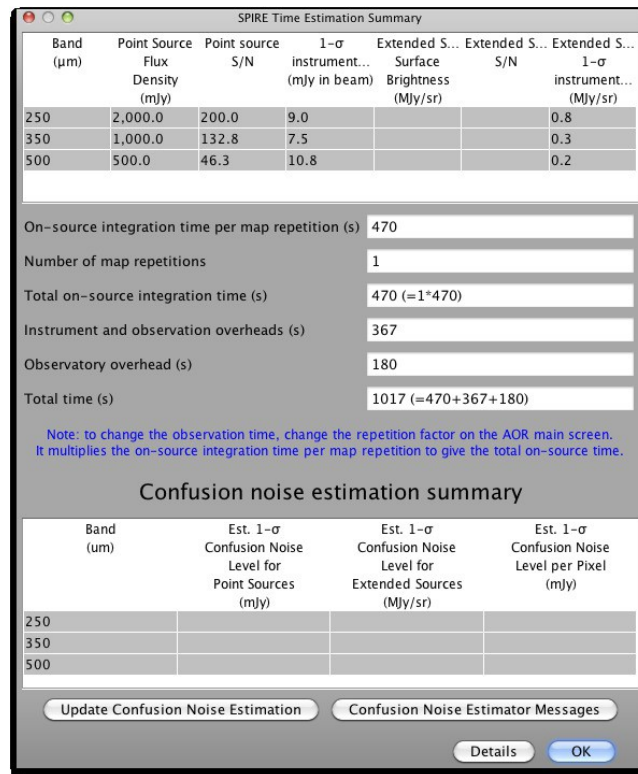 SPIRE Time Estimation Summary
Band Point Source Point source 1-σ Extended S... Extended S... Extended S...
(μm) Flux S/N instrument... Surface S/N 1-σ
Density (mJy in beam) Brightness instrument...
(mJy) (MJy/sr) (MJy/sr)
250 2,000.0 200.0 9.0 0.8
350 1,000.0 132.8 7.5 0.3
500 500.0 46.3 10.8 0.2
On-source integration time per map repetition (s) 470
Number of map repetitions 1
Total on-source integration time (s) 470 (=1*470)
Instrument and observation overheads (s) 367
Observatory overhead (s) 180
Total time (s) 1017 (=470+367+180)
Note: to change the observation time, change the repetition factor on the AOR main screen.
It multiplies the on-source integration time per map repetition to give the total on-source time.
Confusion noise estimation summary
Band Est. 1-σ Est. 1-σ Est. 1-σ
(um) Confusion Noise Confusion Noise Confusion Noise
Level for Level for Level per Pixel
Point Sources Extended Sources (mJy)
(mJy) (MJy/sr)
250
350
500
Update Confusion Noise Estimation Confusion Noise Estimator Messages
Details OK